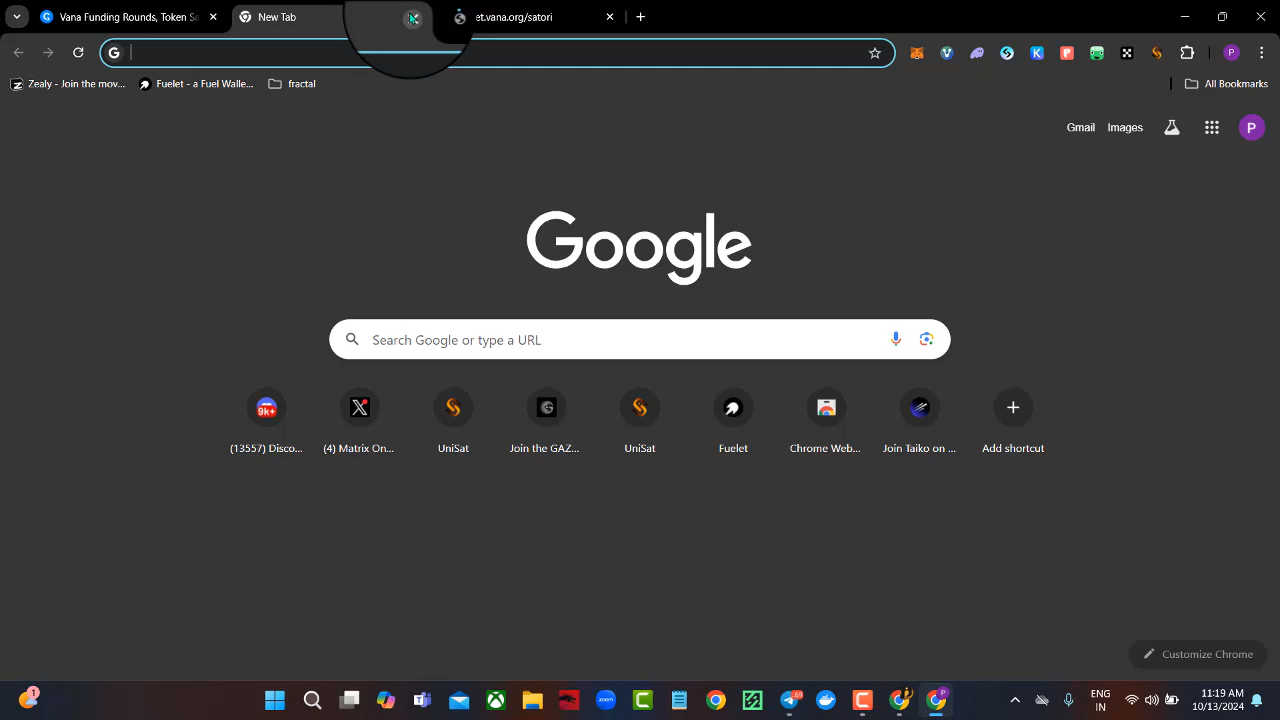 Vana Funding Rounds, Token Sa
New Tab
et.vana.org/satori
G
Zealy - Join the mov...
Fuelet - a Fuel Walle...
fractal
All Bookmarks
Gmail
Images
P
Google
Search Google or type a URL
9k+
(13557) Disco...
(4) Matrix On...
UniSat
Join the GAZ...
UniSat
Fuelet
Chrome Web...
Join Taiko on ...
Add shortcut
Customize Chrome
1
zoom
69
P
ENG
IN
11:19 AM
10/13/2024